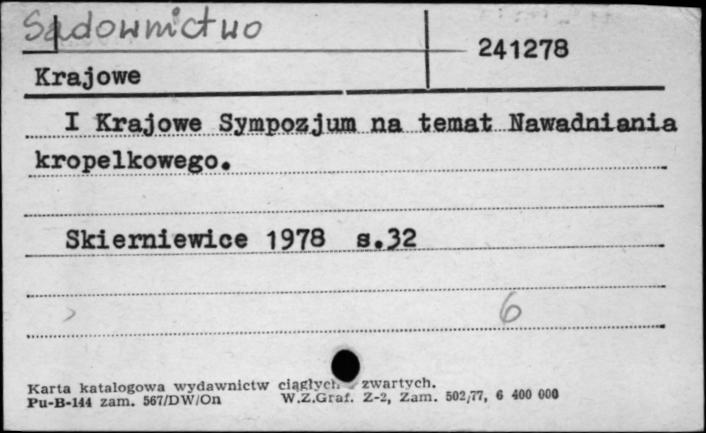 Sadownictwo
241278
Krajowe
I Krajowe Sympozjum na temat Nawadniania
kropelkowego.
Skierniewice 1978 s.32
6
Karta katalogowa wydawnictw ciągłych zwartych.
Pu-B-144 zam. 567/DW/On W.Z.Graf. Z-2, Zam. 502/77, 6 400 000